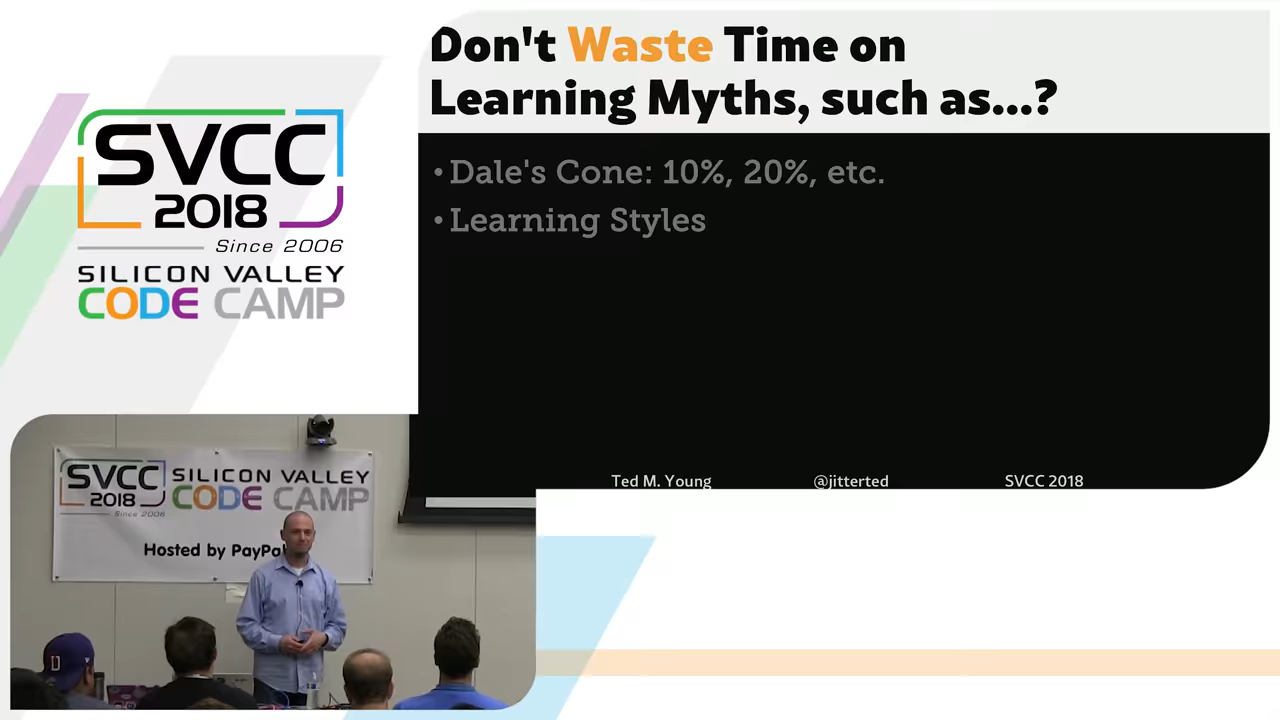 Don't Waste Time on
Learning Myths, such as...?
• Dale's Cone: 10%, 20%, etc.
• Learning Styles
Ted M. Young @jitterted SVCC 2018
SVCC
2018
Since 2006
SILICON VALLEY
CODE CAMP
SVCC
2018
Since 2006
SILICON VALLEY
CODE CAMP
Hosted by PayPal